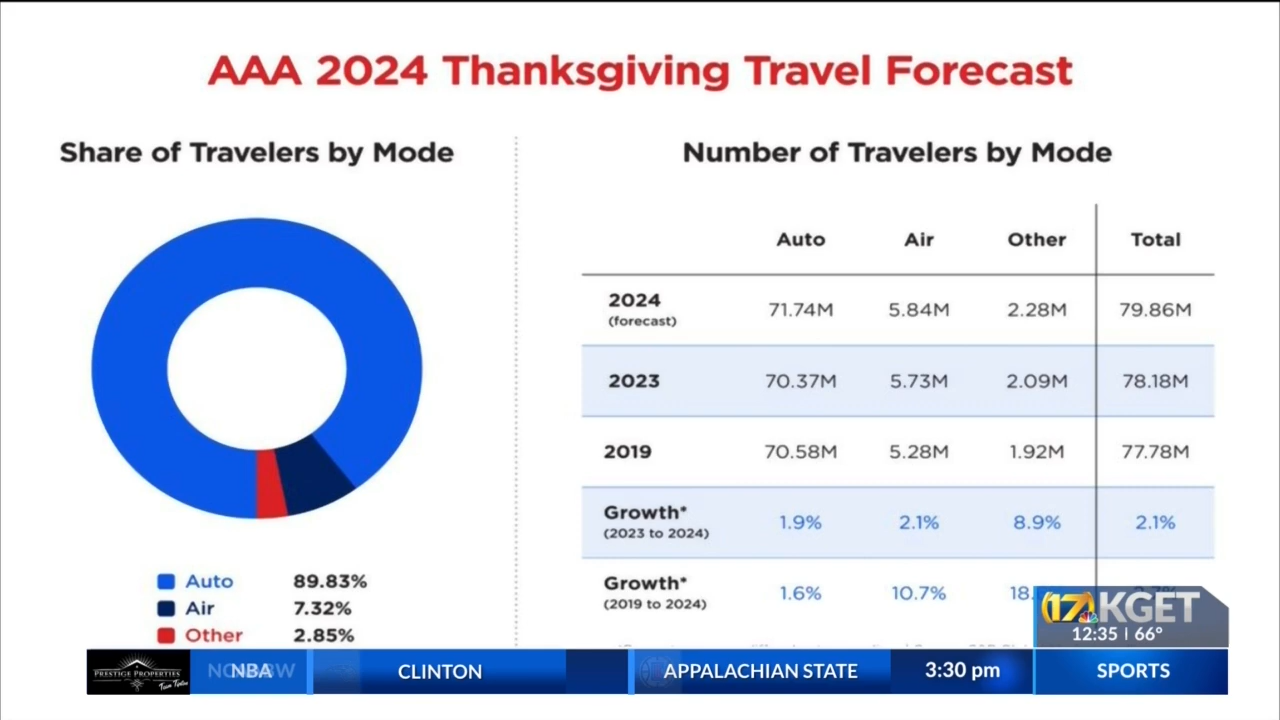 AAA 2024 Thanksgiving Travel Forecast
Share of Travelers by Mode
Auto 89.83%
Air 7.32%
Other 2.85%
Number of Travelers by Mode
Auto Air Other Total
2024 71.74M 5.84M 2.28M 79.86M
(forecast)
2023 70.37M 5.73M 2.09M 78.18M
2019 70.58M 5.28M 1.92M 77.78M
Growth* 1.9% 2.1% 8.9% 2.1%
(2023 to 2024)
Growth* 1.6% 10.7%
(2019 to 2024)
17 KGET
12:35 | 66°
PRESTIGE PROPERTIES
NBA CLINTON APPALACHIAN STATE 3:30 pm SPORTS